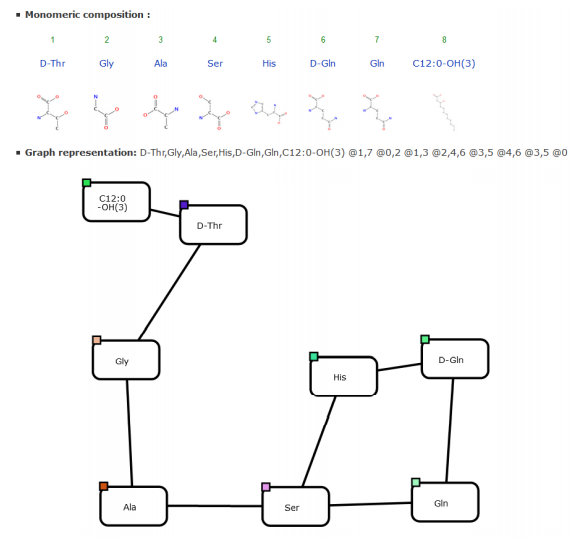 Monomeric composition :
1 2 3 4 5 6 7 8
D-Thr Gly Ala Ser His D-Gln Gln C12:0-OH(3)
Graph representation: D-Thr,Gly,Ala,Ser,His,D-Gln,Gln,C12:0-OH(3) @1,7 @0,2 @1,3 @2,4,6 @3,5 @4,6 @3,5 @0
C12:0
-OH(3)
D-Thr
Gly
His
D-Gln
Ala
Ser
Gln